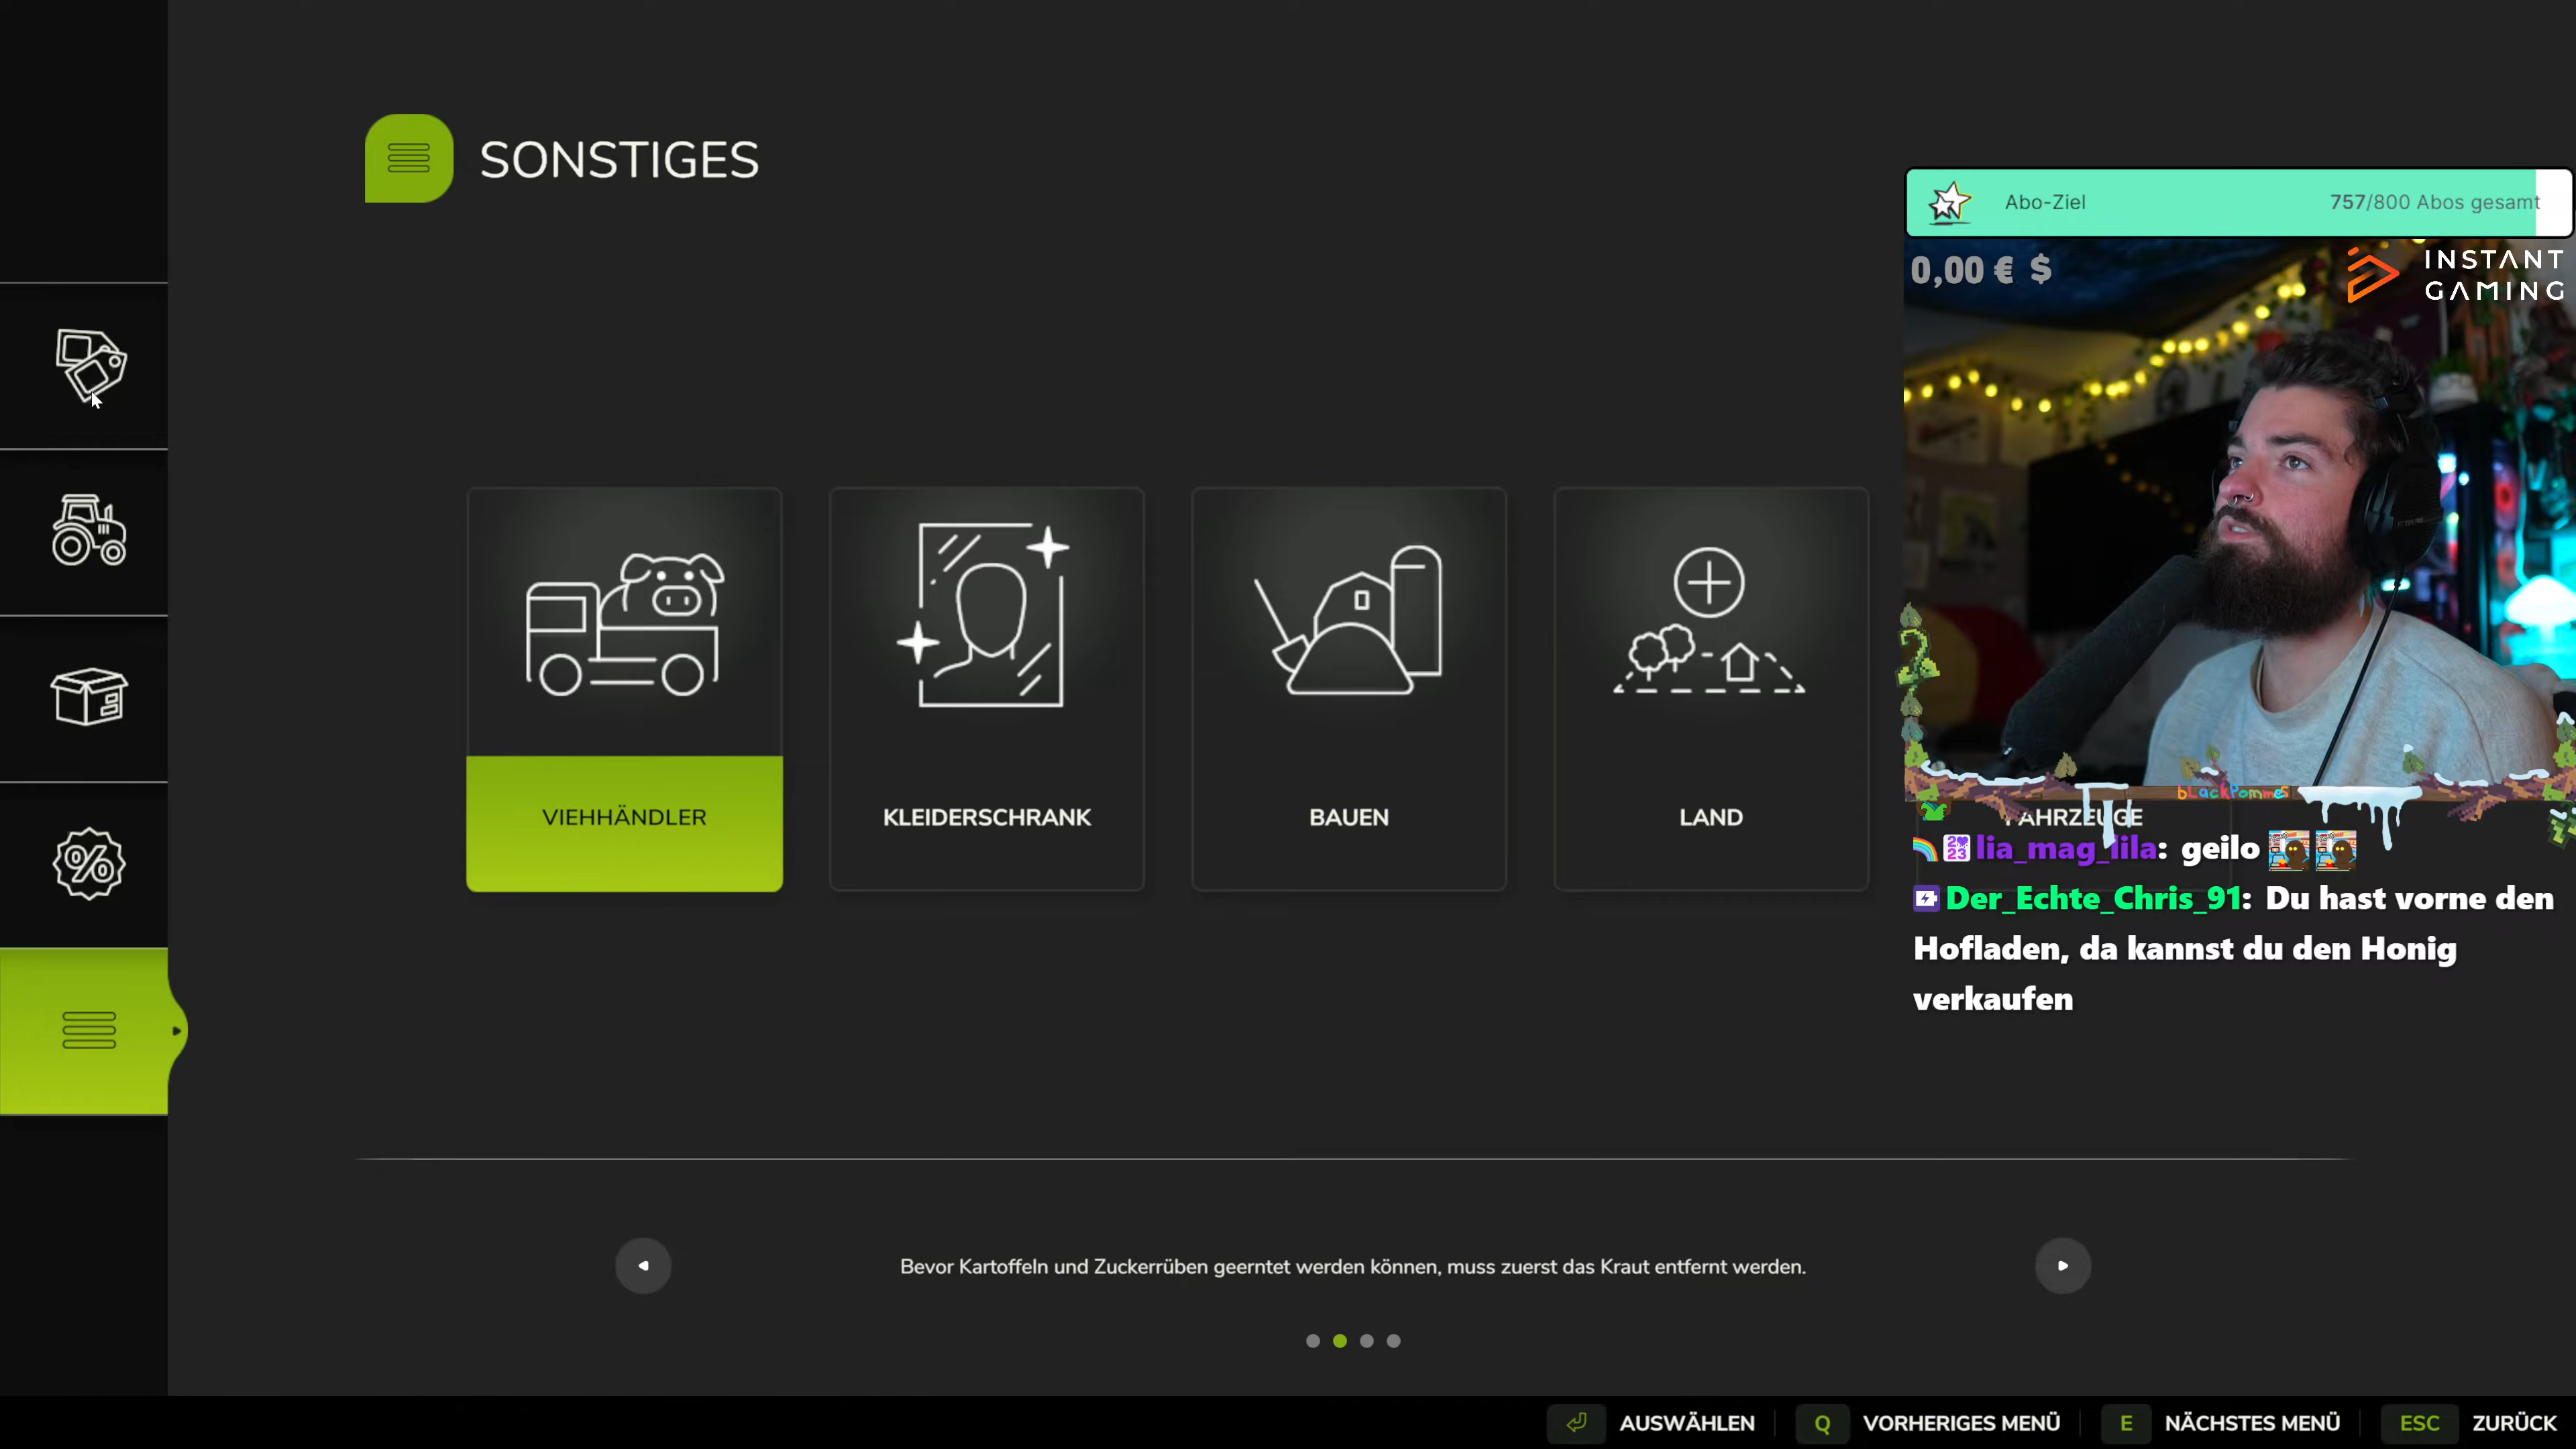 SONSTIGES
Abo-Ziel
757/800 Abos gesamt
0,00 € $
INSTANT
GAMING
VIEHHÄNDLER
KLEIDERSCHRANK
BAUEN
LAND
FAHRZEUGE
blackPommes
lia_mag_lila: geilo
Der_Echte_Chris_91: Du hast vorne den
Hofladen, da kannst du den Honig
verkaufen
Bevor Kartoffeln und Zuckerrüben geerntet werden können, muss zuerst das Kraut entfernt werden.
AUSWÄHLEN
Q VORHERIGES MENÜ
E NÄCHSTES MENÜ
ESC ZURÜCK